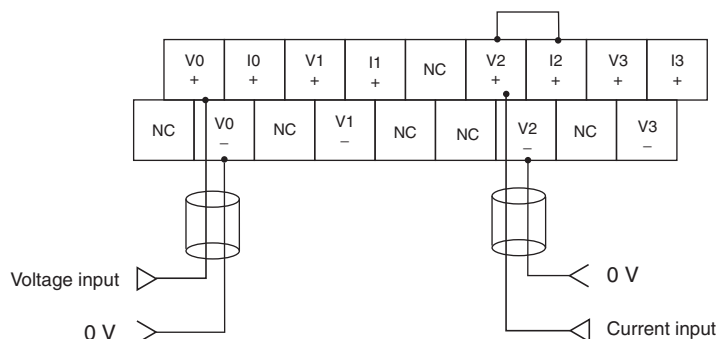 V0 I0 V1 I1 NC V2 I2 V3 I3
+ + + + + + + +
NC V0 NC V1 NC NC V2 NC V3
– – – –
Voltage input
0 V
0 V
Current input